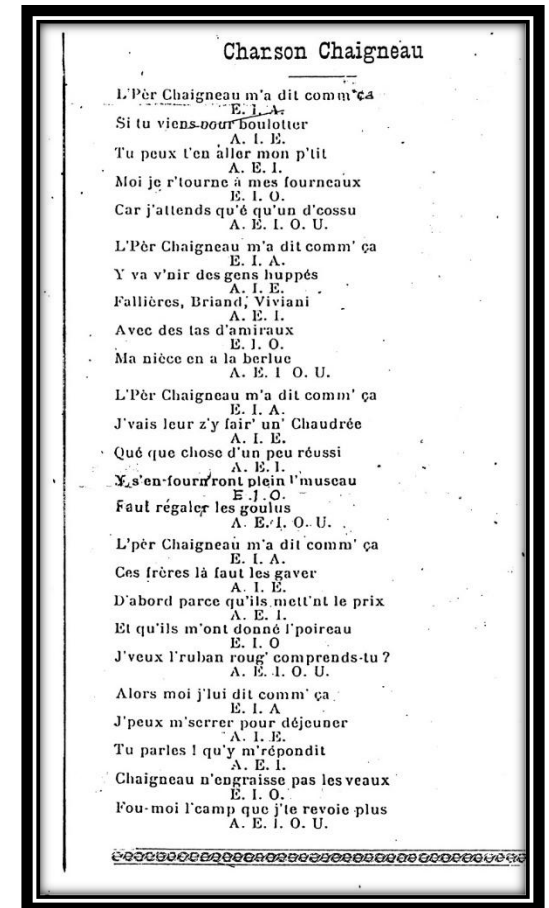 Chanson Chaigneau
L'Pèr Chaigneau m'a dit comm' ça
E. I. A.
Si tu viens pour boulotter
A. I. E.
Tu peux t'en aller mon p'tit
A. E. I.
Moi je r'tourne à mes fourneaux
E. I. O.
Car j'attends qu'é qu'un d'cossu
A. E. I. O. U.
L'Pèr Chaigneau m'a dit comm' ça
E. I. A.
Y va v'nir des gens huppés
A. I. E.
Fallières, Briand, Viviani
A. E. I.
Avec des tas d'amiraux
E. I. O.
Ma nièce en a la berlue
A. E. I O. U.
L'Pèr Chaigneau m'a dit comm' ça
E. I. A.
J'vais leur z'y fair' un' Chaudrée
A. I. E.
Qué que chose d'un peu réussi
A. E. I.
Y s'en-fourn'ront plein l'museau
E .I .O.
Faut régaler les goulus
A. E. I. O. U.
L'pèr Chaigneau m'a dit comm' ça
E. I. A.
Ces frères là faut les gaver
A. I. E.
D'abord parce qu'ils mett'nt le prix
A. E. I.
Et qu'ils m'ont donné l'poireau
E. I. O
J'veux l'ruban roug' comprends-tu ?
A. E. I. O. U.
Alors moi j'lui dit comm' ça
E. I. A
J'peux m'serrer pour déjeuner
A. I. E.
Tu parles ! qu'y m'répondit
A. E. I.
Chaigneau n'engraisse pas les veaux
E. I. O.
Fou-moi l'camp que j'te revoie plus
A. E. I. O. U.